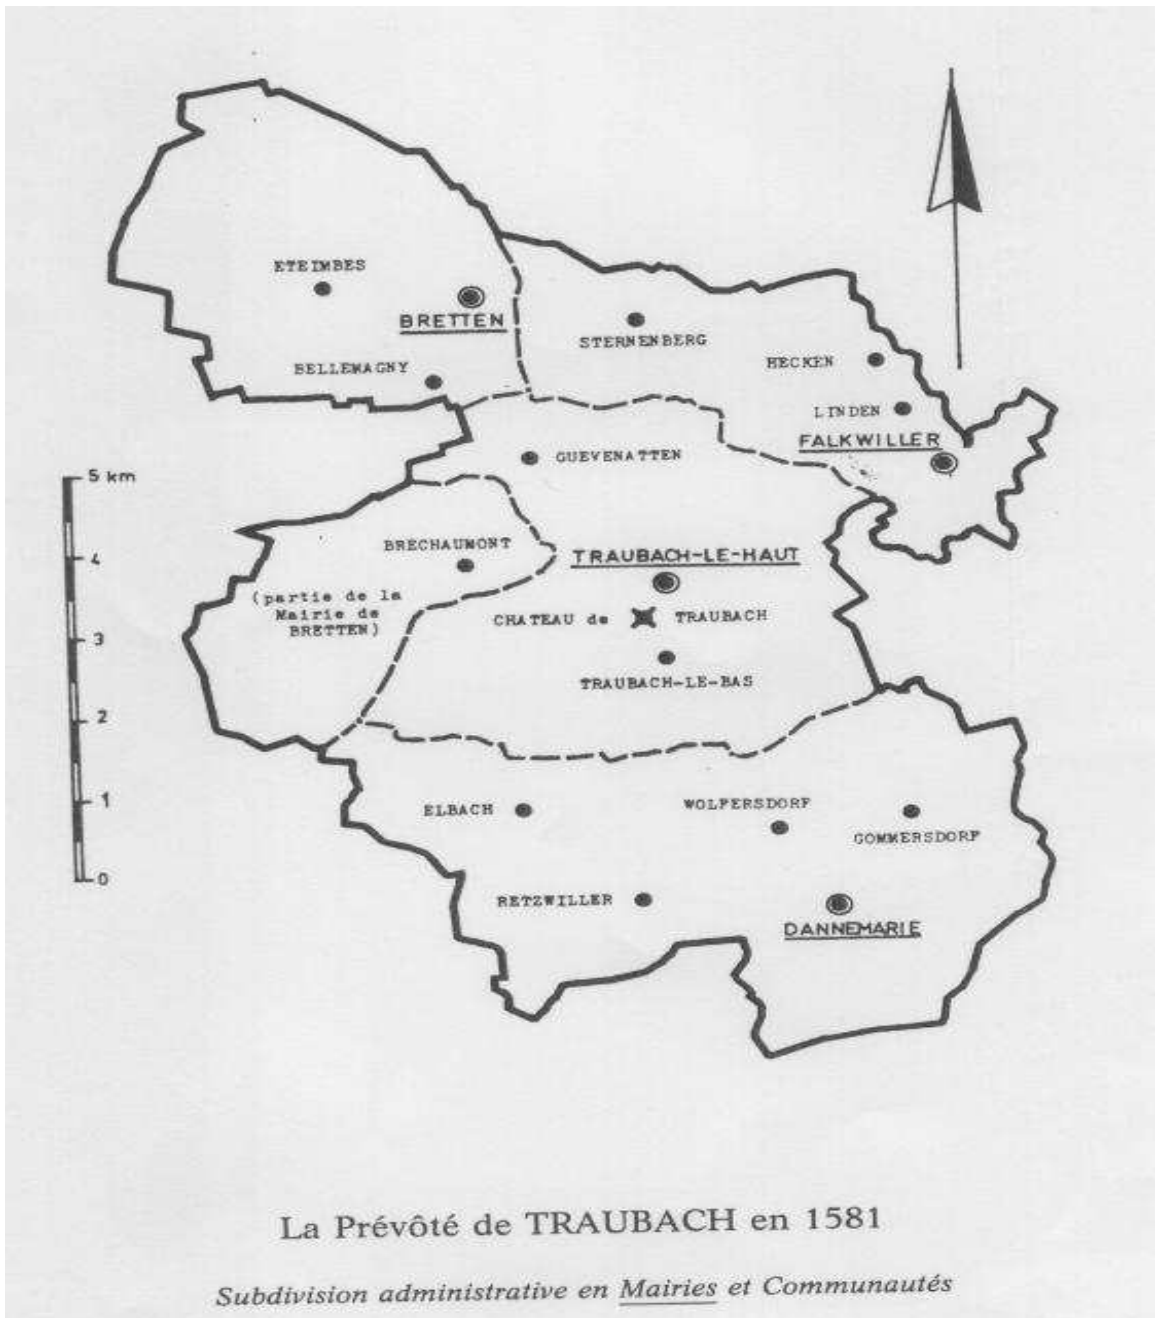 ETEIMBES
BRETTEN
BELLEMAGNY
STERNENBERG
HECKEN
LINDEN
FALKWILLER
GUEVENATTEN
5 km
4
3
2
1
0
BRECHAUMONT
(partie de la
Mairie de
BRETTEN)
TRAUBACH-LE-HAUT
CHATEAU de TRAUBACH
TRAUBACH-LE-BAS
ELBACH
WOLFERSDORF
GOMMERSDORF
RETZWILLER
DANNEMARIE
La Prévôté de TRAUBACH en 1581
Subdivision administrative en Mairies et Communautés